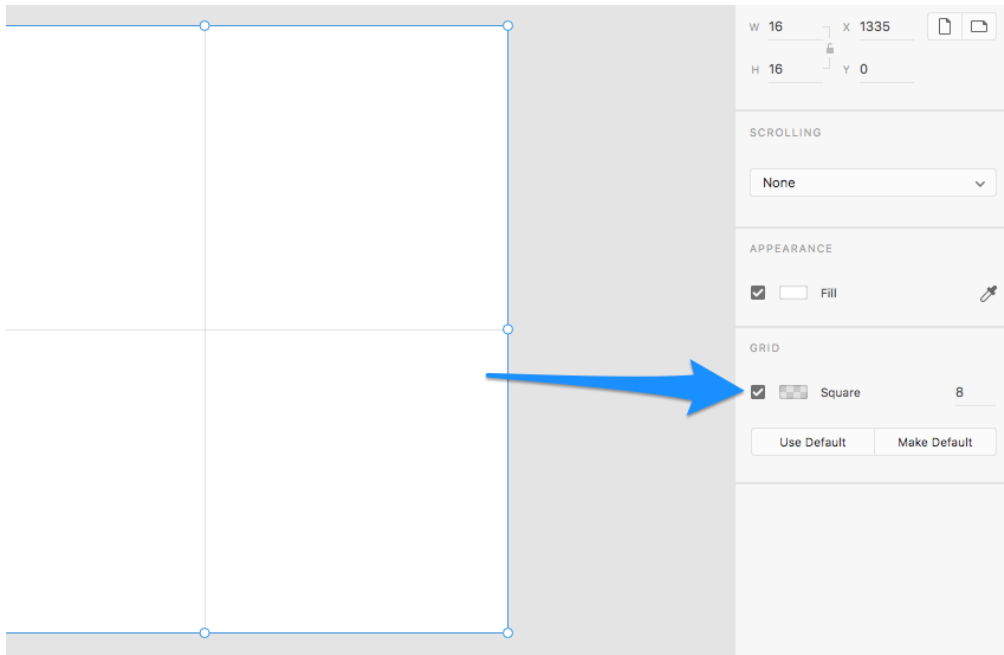 W 16 X 1335
H 16 Y 0
SCROLLING
None
APPEARANCE
Fill
GRID
Square 8
Use Default Make Default